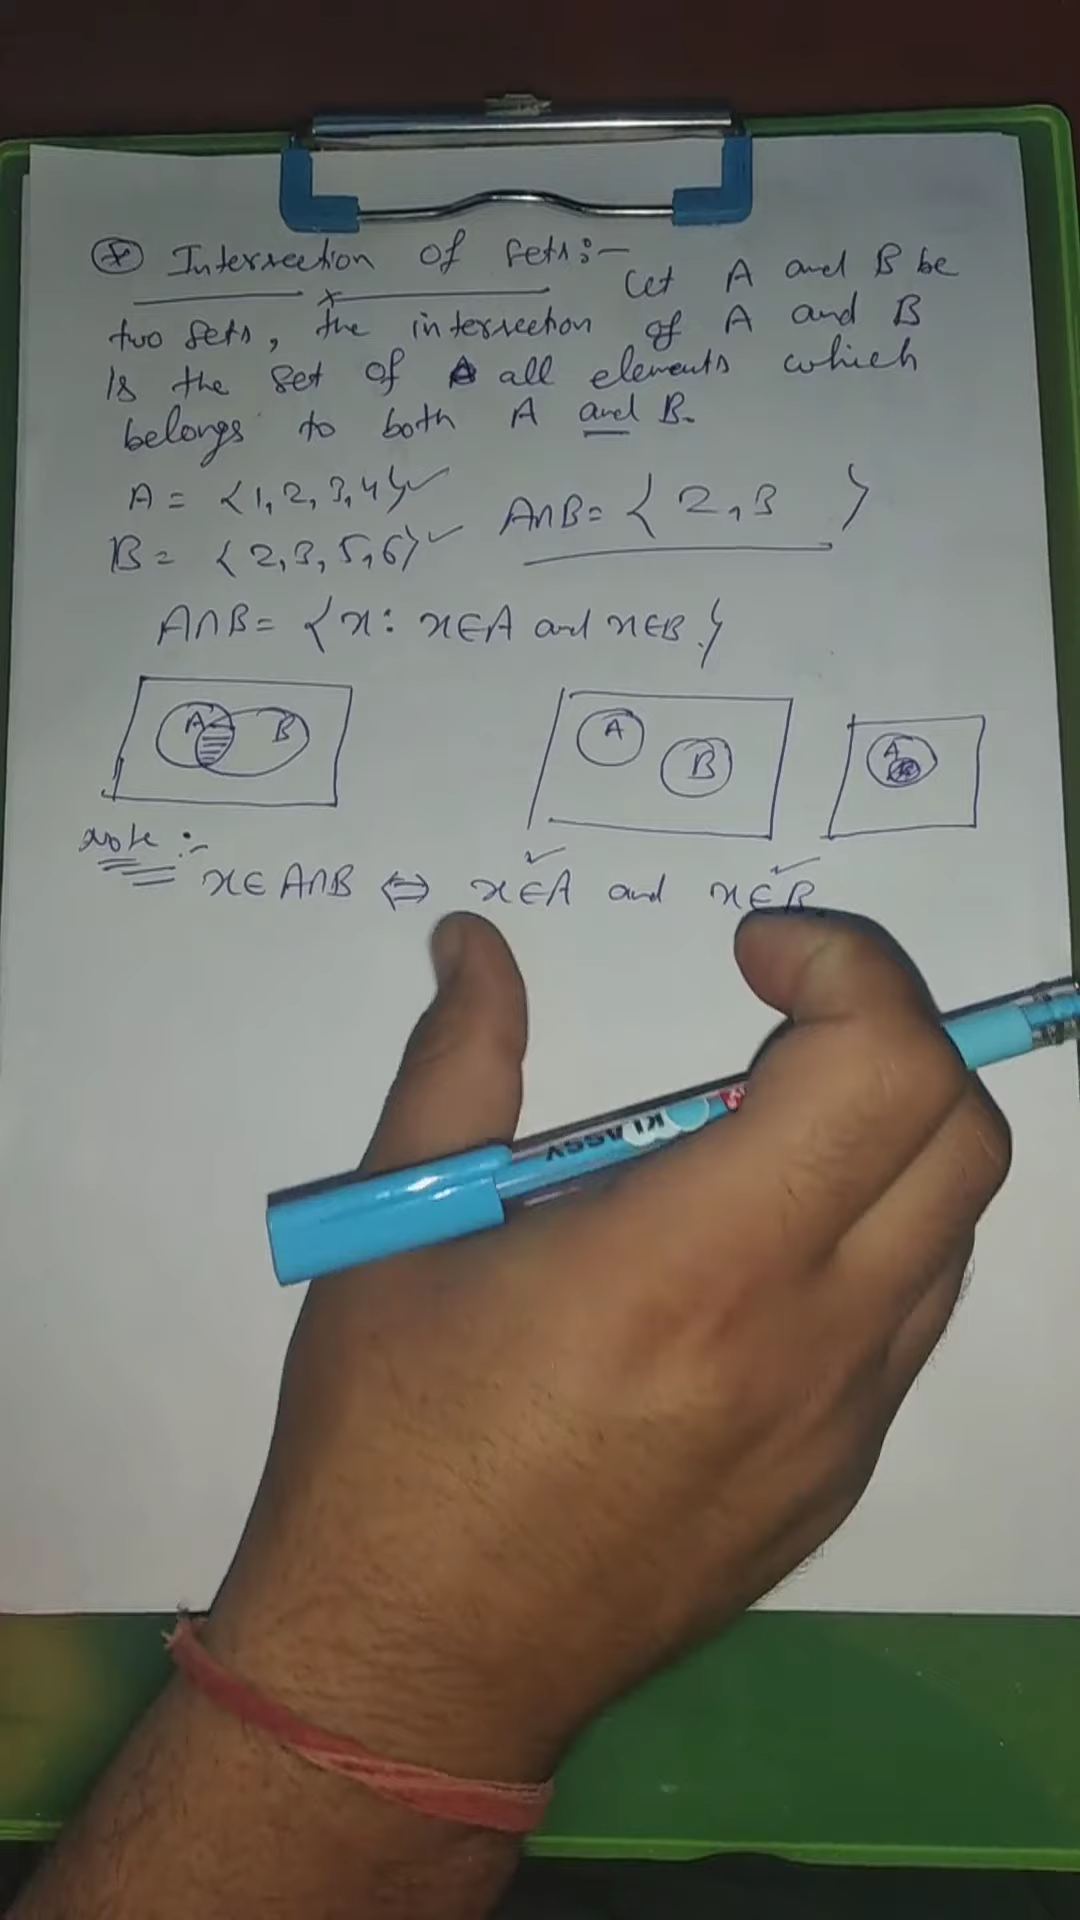 * Intersection of sets:- Let A and B be
two sets, the intersection of A and B
is the set of all elements which
belongs to both A and B.
A = {1, 2, 3, 4} ✓
B = {2, 3, 5, 6} ✓
A∩B = { 2, 3 }
A∩B = {x : x∈A and x∈B.}
A B
A B
A B
Note :-
x∈A∩B ⇔ x∈A and x∈B.
KLASSY